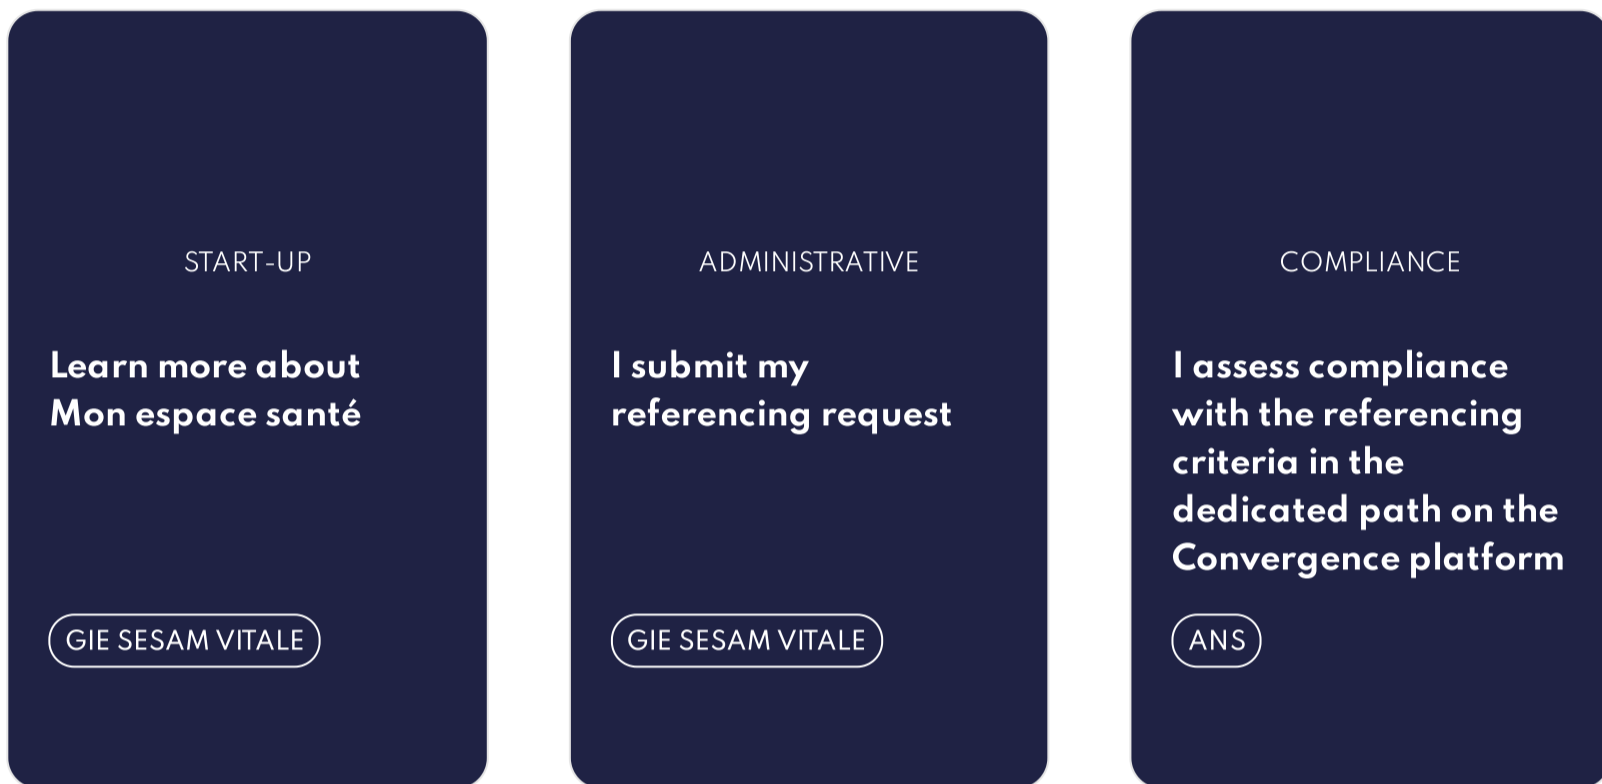 START-UP
Learn more about
Mon espace santé
GIE SESAM VITALE
ADMINISTRATIVE
I submit my
referencing request
GIE SESAM VITALE
COMPLIANCE
I assess compliance
with the referencing
criteria in the
dedicated path on the
Convergence platform
ANS